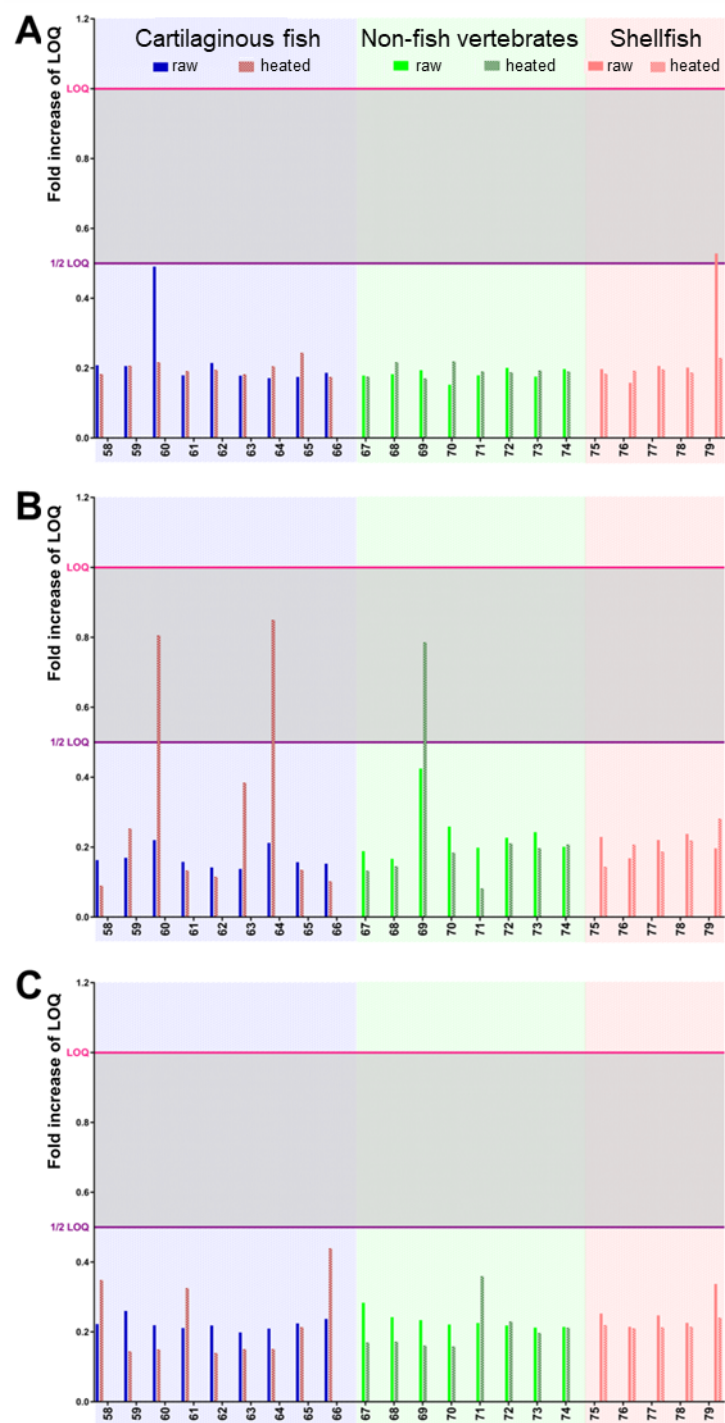 A
Fold increase of LOQ
Cartilaginous fish Non-fish vertebrates Shellfish
raw heated raw heated raw heated
1.2
LOQ
0.8
0.6
1/2 LOQ
0.4
0.2
0.0
58 59 60 61 62 63 64 65 66 67 68 69 70 71 72 73 74 75 76 77 78 79
B
Fold increase of LOQ
1.2
LOQ
0.8
0.6
1/2 LOQ
0.4
0.2
0.0
58 59 60 61 62 63 64 65 66 67 68 69 70 71 72 73 74 75 76 77 78 79
C
Fold increase of LOQ
1.2
LOQ
0.8
0.6
1/2 LOQ
0.4
0.2
0.0
58 59 60 61 62 63 64 65 66 67 68 69 70 71 72 73 74 75 76 77 78 79